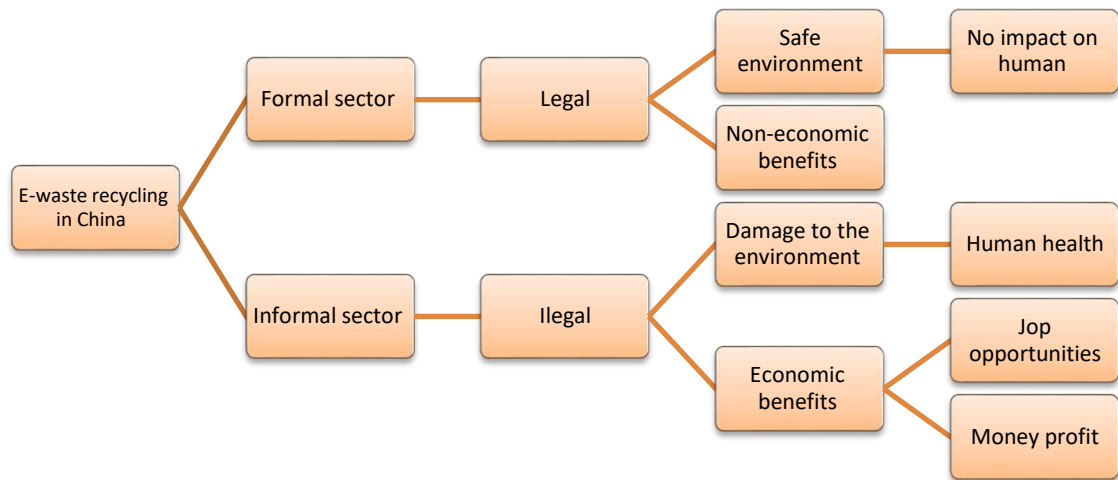 E-waste recycling
in China
Formal sector
Legal
Safe
environment
No impact on
human
Non-economic
benefits
Informal sector
Ilegal
Damage to the
environment
Human health
Economic
benefits
Jop
opportunities
Money profit